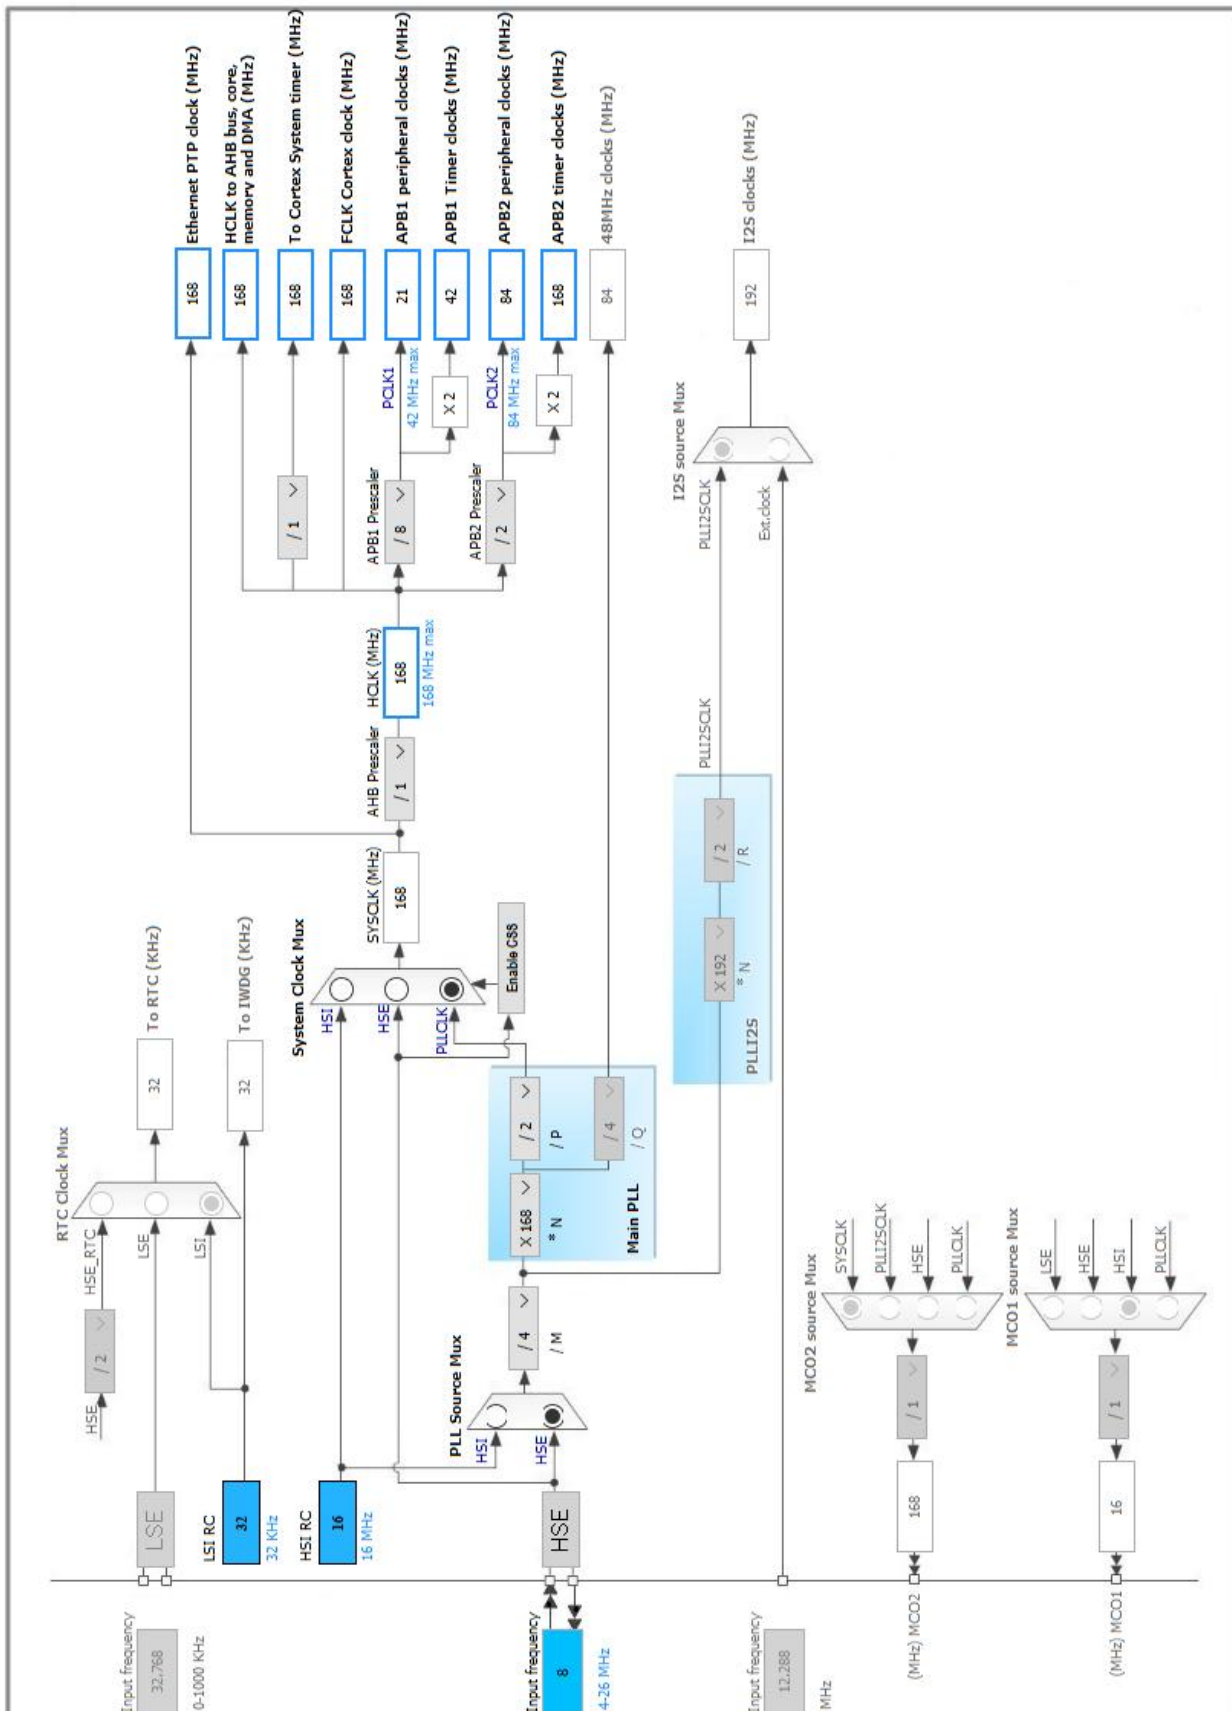 Input frequency
32.768
0-1000 KHz
LSE
HSE
/ 2
HSE_RTC
LSE
LSI
RTC Clock Mux
32
To RTC (KHz)
LSI RC
32
32 KHz
32
To IWDG (KHz)
HSI RC
16
16 MHz
Input frequency
8
4-26 MHz
HSE
PLL Source Mux
HSI
HSE
/ 4
/ M
X 168
* N
/ 2
/ P
/ 4
/ Q
Main PLL
System Clock Mux
HSI
HSE
PLLCLK
Enable CSS
SYSCLK (MHz)
168
AHB Prescaler
/ 1
HCLK (MHz)
168
168 MHz max
/ 1
APB1 Prescaler
/ 8
PCLK1
42 MHz max
X 2
APB2 Prescaler
/ 2
PCLK2
84 MHz max
X 2
168
Ethernet PTP clock (MHz)
168
HCLK to AHB bus, core,
memory and DMA (MHz)
168
To Cortex System timer (MHz)
168
FCLK Cortex clock (MHz)
21
APB1 peripheral clocks (MHz)
42
APB1 Timer clocks (MHz)
84
APB2 peripheral clocks (MHz)
168
APB2 timer clocks (MHz)
84
48MHz clocks (MHz)
X 192
* N
/ 2
/ R
PLLI2S
PLLI2SCLK
I2S source Mux
PLLI2SCLK
Ext.clock
192
I2S clocks (MHz)
Input frequency
12.288
MHz
MCO2 source Mux
SYSCLK
PLLI2SCLK
HSE
PLLCLK
/ 1
168
(MHz) MCO2
MCO1 source Mux
LSE
HSE
HSI
PLLCLK
/ 1
16
(MHz) MCO1